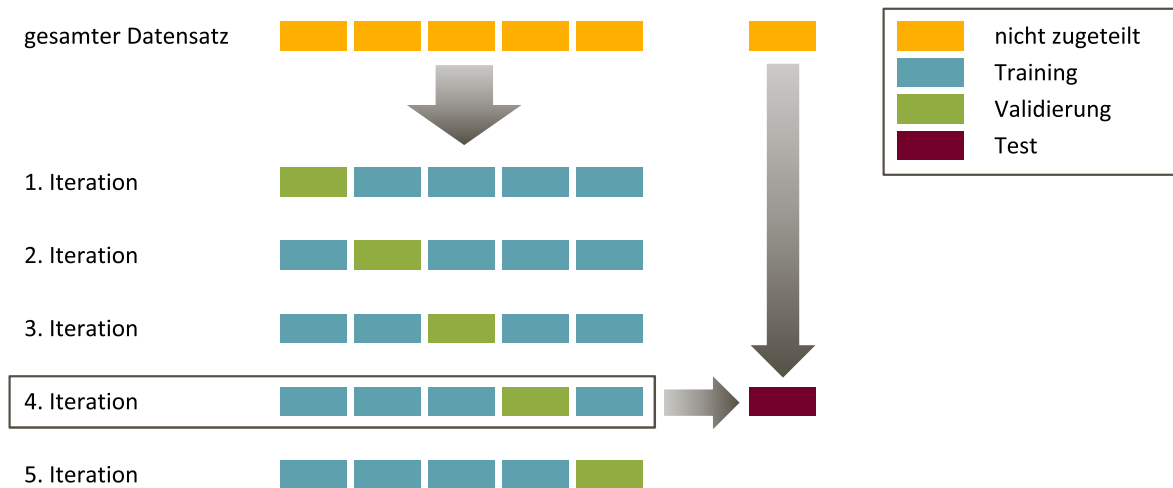 gesamter Datensatz
nicht zugeteilt
Training
Validierung
Test
1. Iteration
2. Iteration
3. Iteration
4. Iteration
5. Iteration